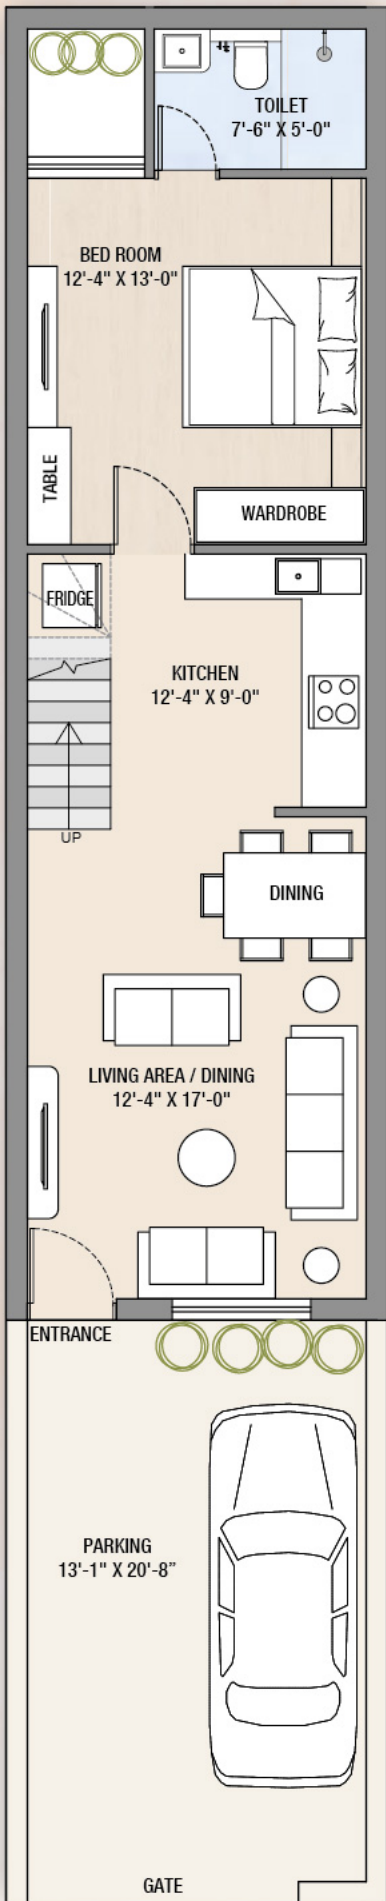 TOILET
7'-6" X 5'-0"
BED ROOM
12'-4" X 13'-0"
TABLE
WARDROBE
FRIDGE
KITCHEN
12'-4" X 9'-0"
UP
DINING
LIVING AREA / DINING
12'-4" X 17'-0"
ENTRANCE
PARKING
13'-1" X 20'-8”
GATE